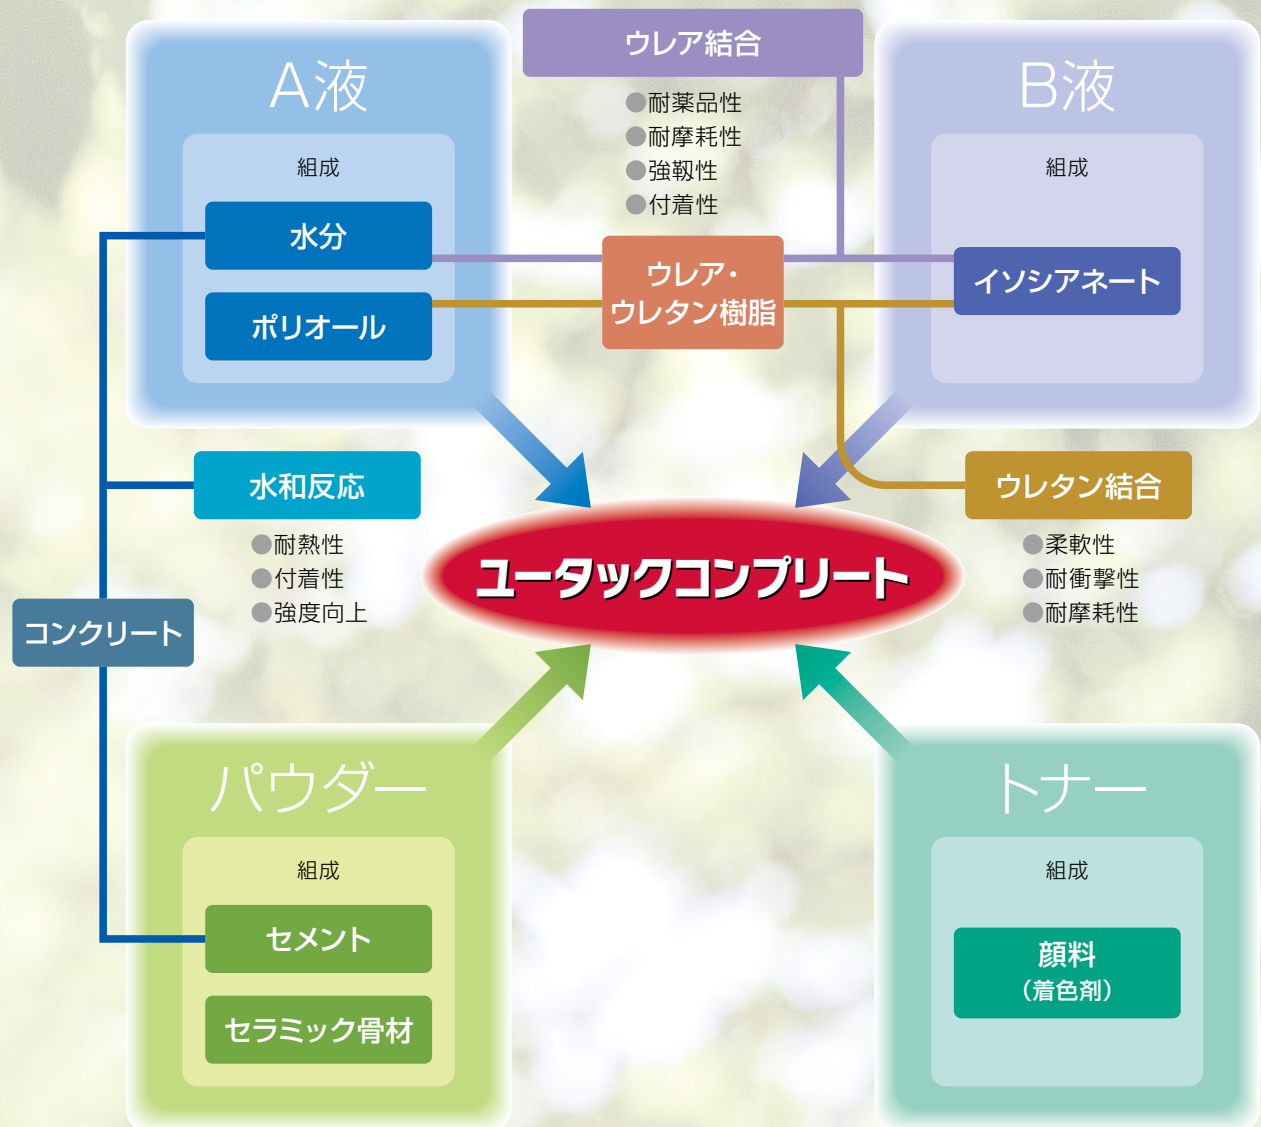 ウレア結合
●耐薬品性
●耐摩耗性
●強靱性
●付着性
A液
組成
水分
ポリオール
ウレア・
ウレタン樹脂
B液
組成
イソシアネート
水和反応
●耐熱性
●付着性
●強度向上
ウレタン結合
●柔軟性
●耐衝撃性
●耐摩耗性
ユータックコンプリート
コンクリート
パウダー
組成
セメント
セラミック骨材
トナー
組成
顔料
（着色剤）